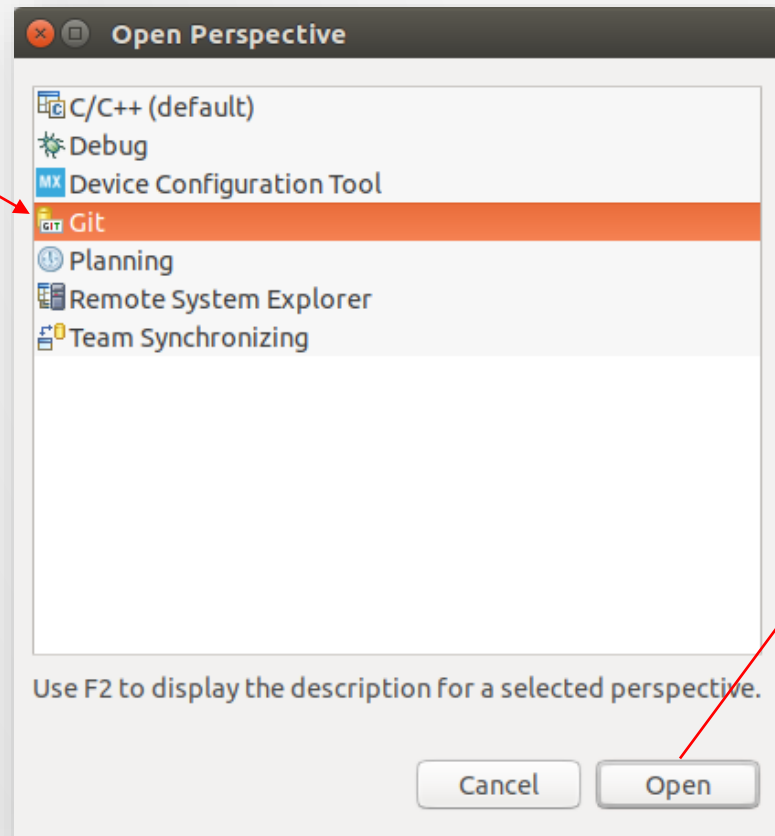 Open Perspective
C/C++ (default)
Debug
MX Device Configuration Tool
GIT Git
Planning
Remote System Explorer
Team Synchronizing
Use F2 to display the description for a selected perspective.
Cancel Open